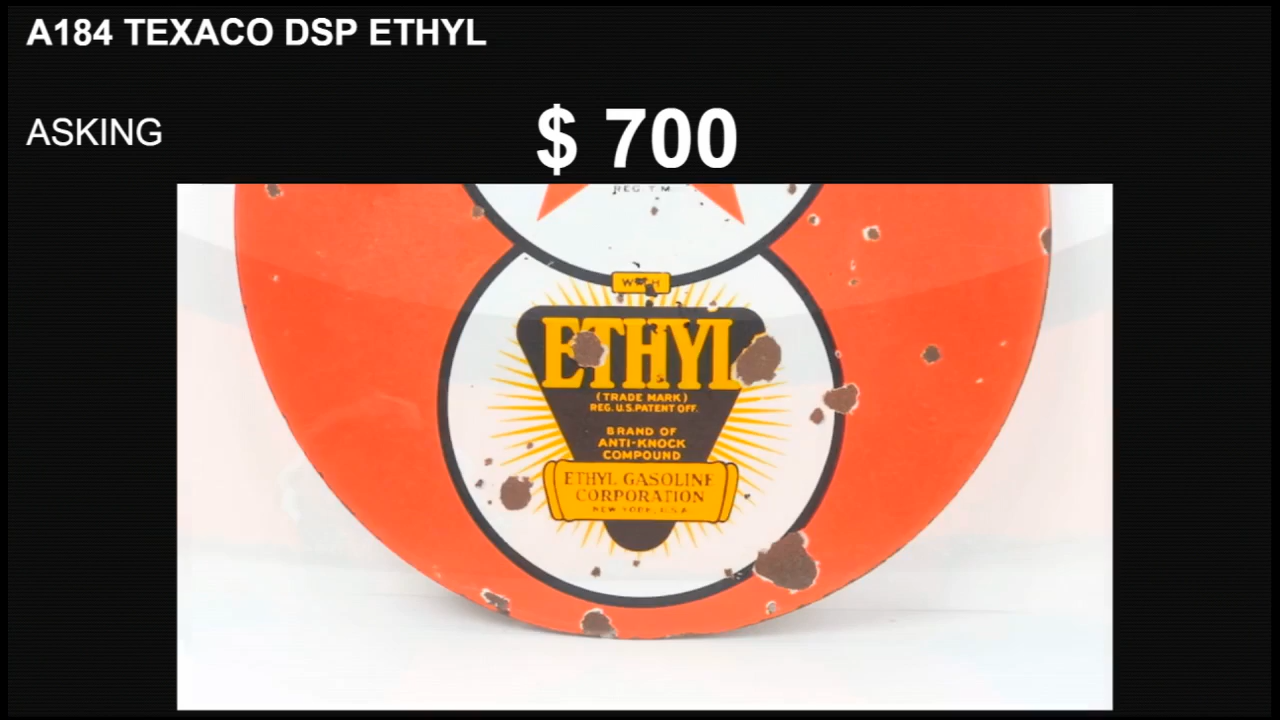 A184 TEXACO DSP ETHYL
ASKING
$ 700
REG T M
ETHYL
(TRADE MARK)
REG. U.S. PATENT OFF.
BRAND OF
ANTI-KNOCK
COMPOUND
ETHYL GASOLINE
CORPORATION
NEW YORK, U.S.A.